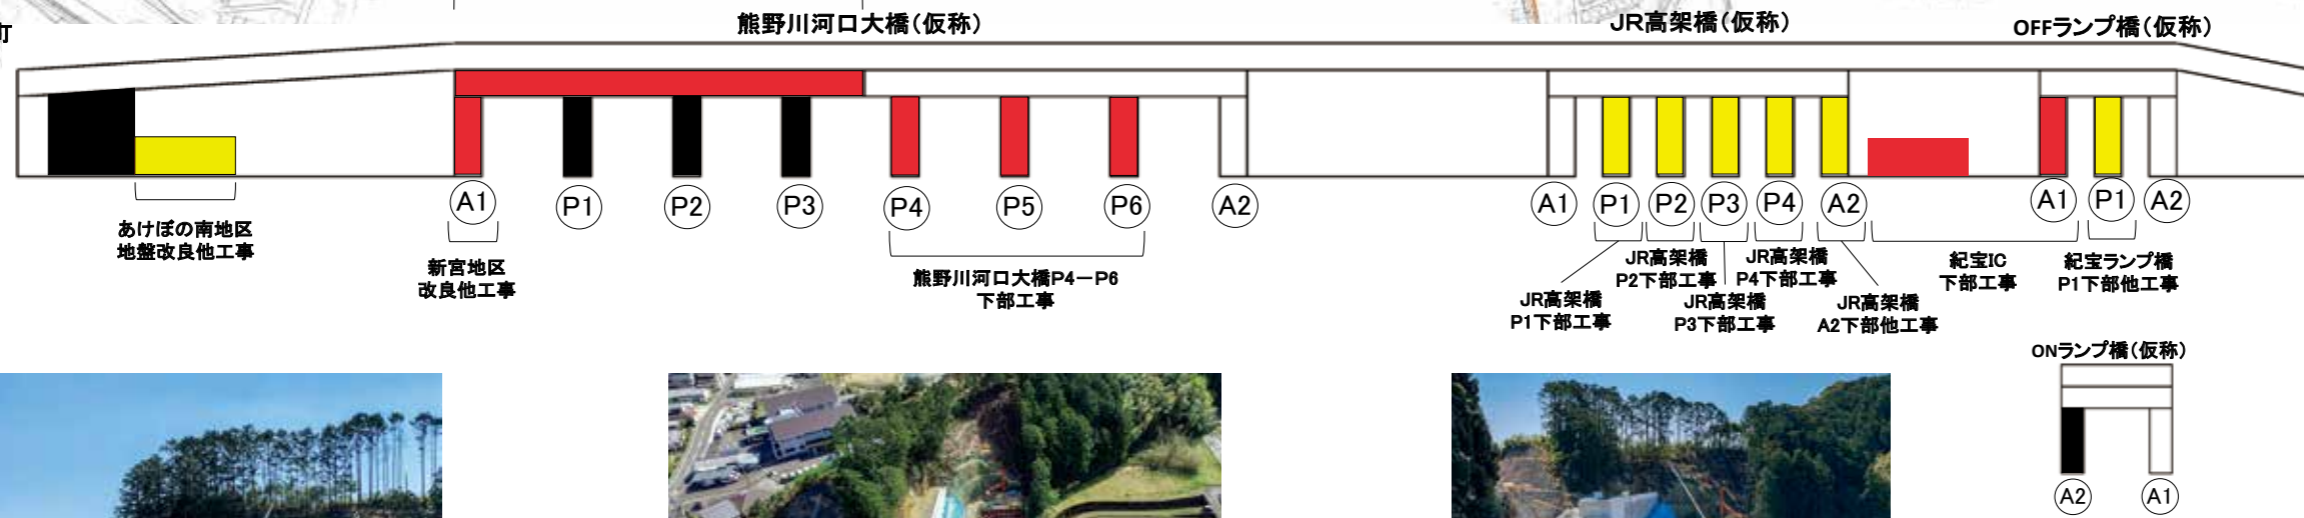 町
熊野川河口大橋(仮称)
JR高架橋(仮称)
OFFランプ橋(仮称)
A1
P1
P2
P3
P4
P5
P6
A2
A1
P1
P2
P3
P4
A2
A1
P1
A2
あけぼの南地区
地盤改良他工事
新宮地区
改良他工事
熊野川河口大橋P4ーP6
下部工事
JR高架橋
P1下部工事
JR高架橋
P2下部工事
JR高架橋
P3下部工事
JR高架橋
P4下部工事
JR高架橋
A2下部他工事
紀宝IC
下部工事
紀宝ランプ橋
P1下部他工事
ONランプ橋(仮称)
A2
A1